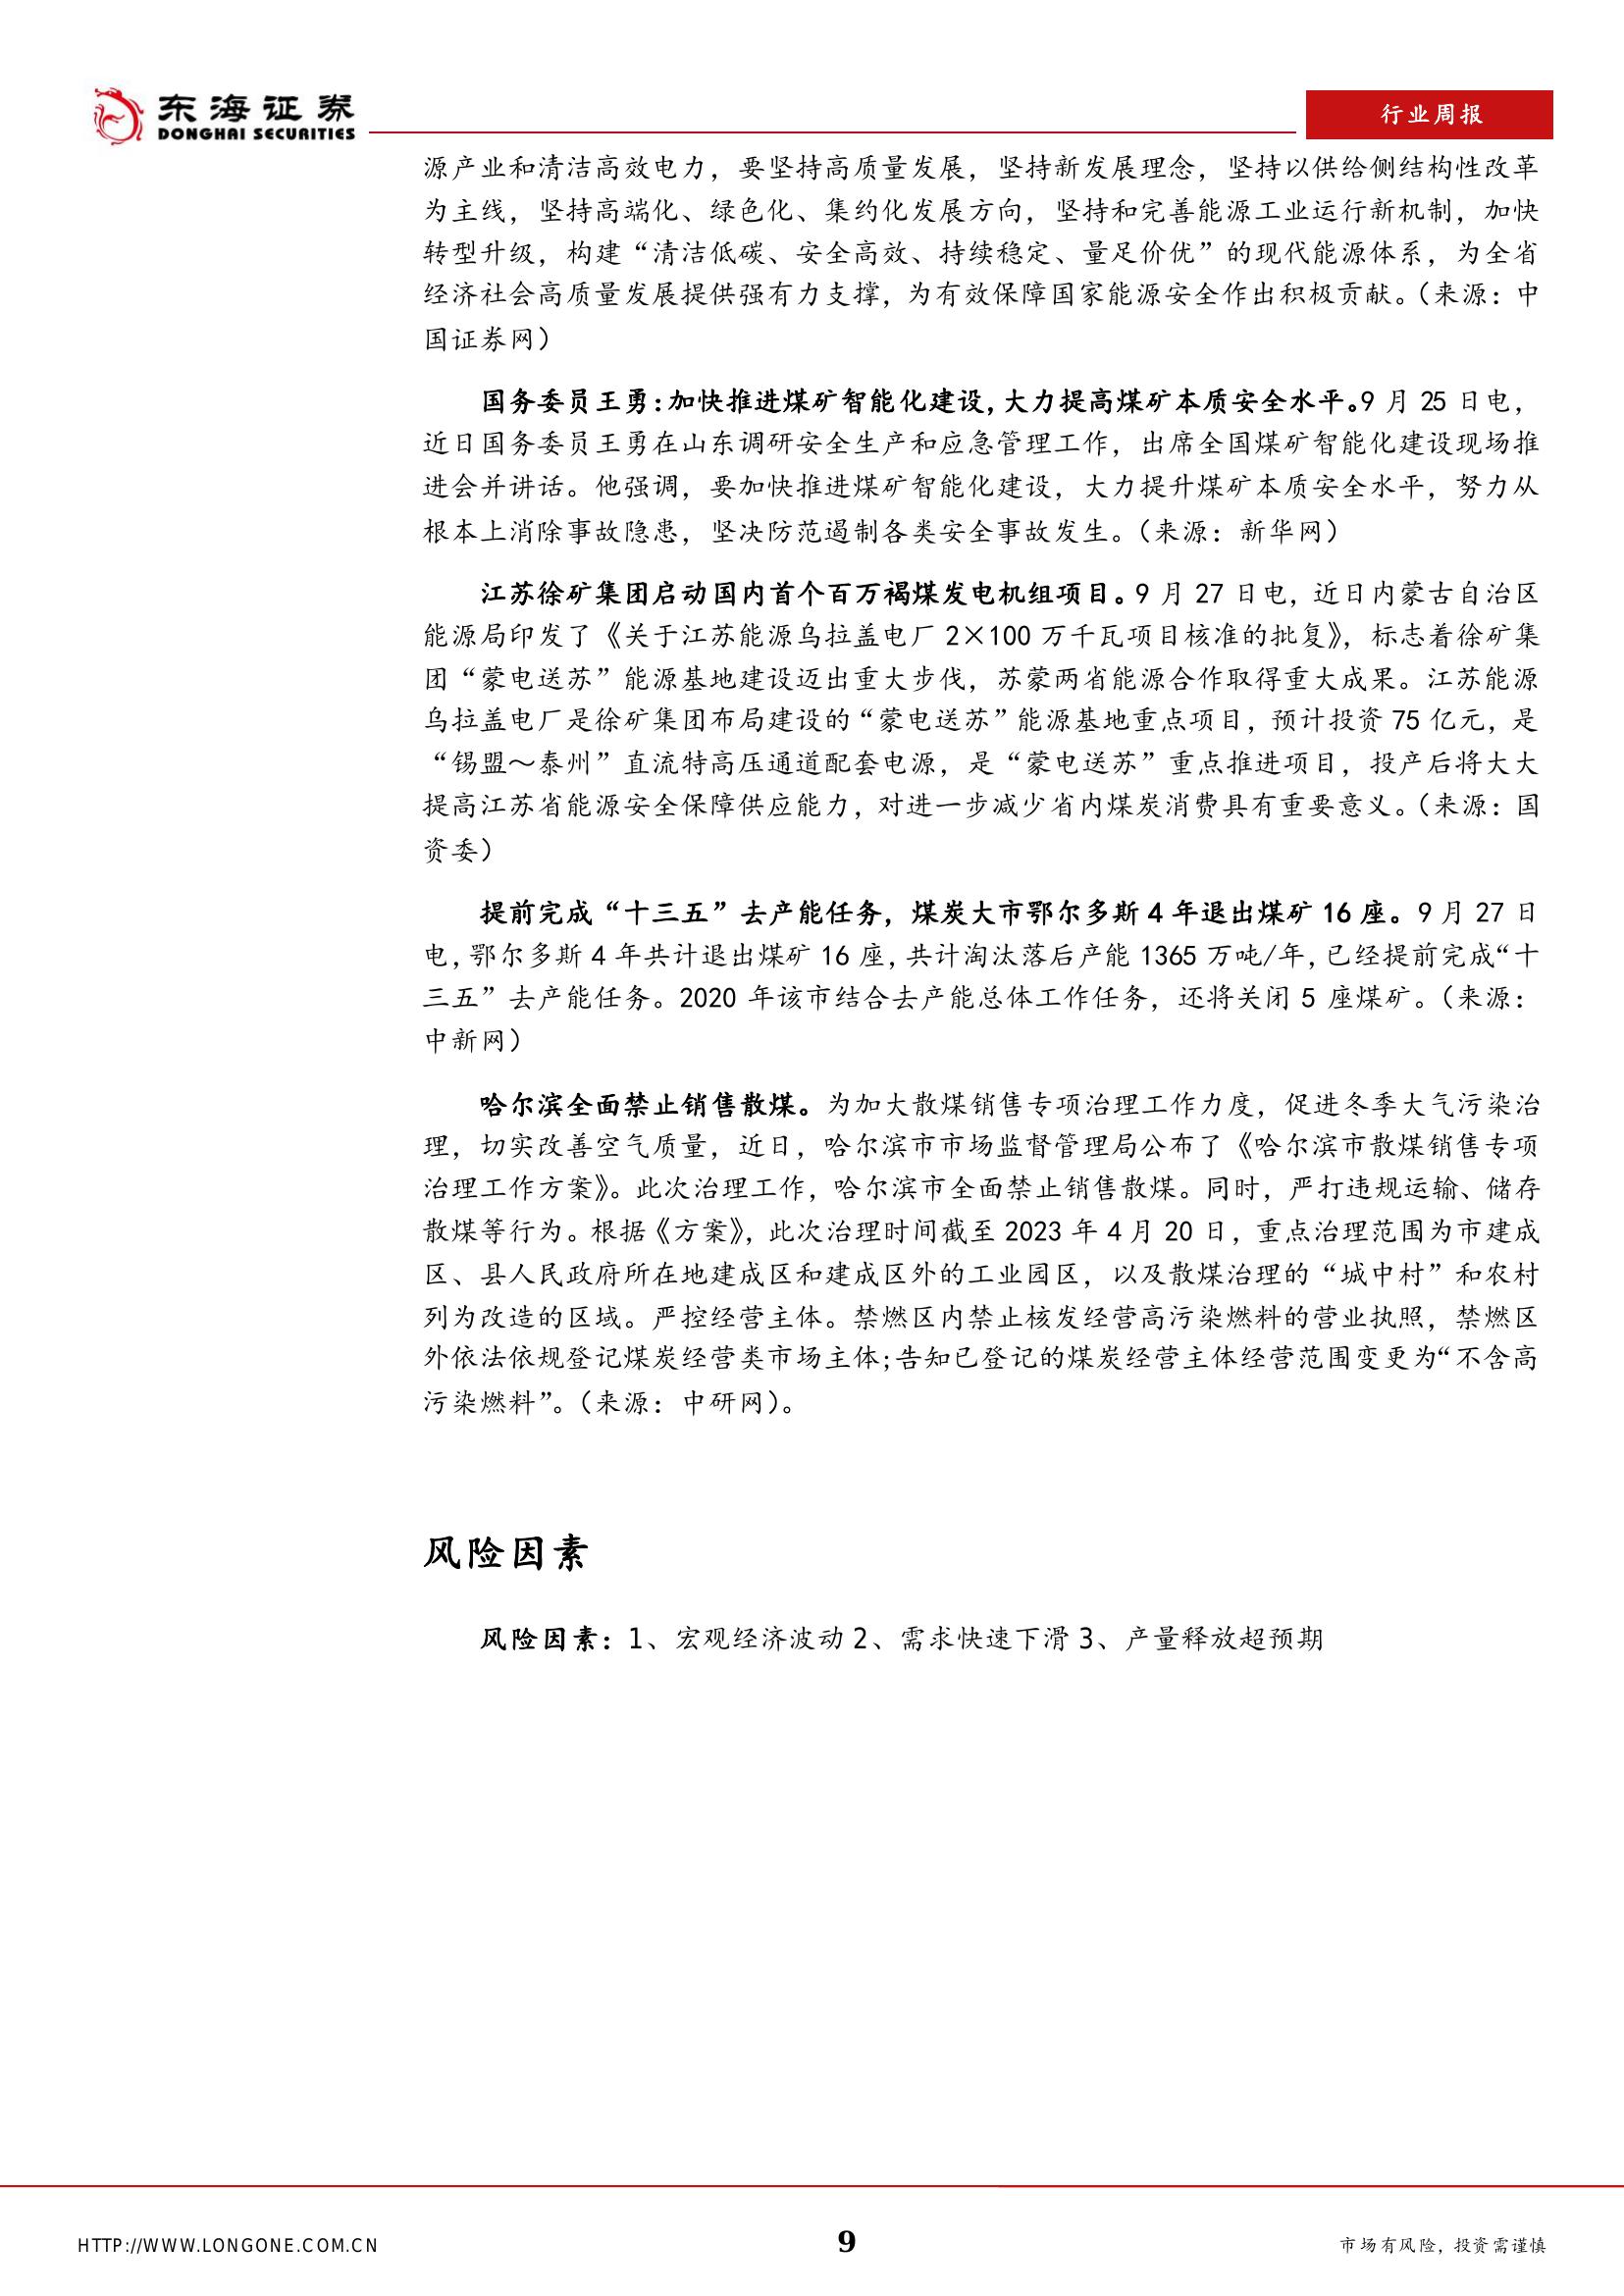 东海证券
DONGHAI SECURITIES
行业周报
源产业和清洁高效电力，要坚持高质量发展，坚持新发展理念，坚持以供给侧结构性改革
为主线，坚持高端化、绿色化、集约化发展方向，坚持和完善能源工业运行新机制，加快
转型升级，构建“清洁低碳、安全高效、持续稳定、量足价优”的现代能源体系，为全省
经济社会高质量发展提供强有力支撑，为有效保障国家能源安全作出积极贡献。（来源：中
国证券网）
国务委员王勇：加快推进煤矿智能化建设，大力提高煤矿本质安全水平。9 月 25 日电，
近日国务委员王勇在山东调研安全生产和应急管理工作，出席全国煤矿智能化建设现场推
进会并讲话。他强调，要加快推进煤矿智能化建设，大力提升煤矿本质安全水平，努力从
根本上消除事故隐患，坚决防范遏制各类安全事故发生。（来源：新华网）
江苏徐矿集团启动国内首个百万褐煤发电机组项目。9 月 27 日电，近日内蒙古自治区
能源局印发了《关于江苏能源乌拉盖电厂 2×100 万千瓦项目核准的批复》，标志着徐矿集
团“蒙电送苏”能源基地建设迈出重大步伐，苏蒙两省能源合作取得重大成果。江苏能源
乌拉盖电厂是徐矿集团布局建设的“蒙电送苏”能源基地重点项目，预计投资 75 亿元，是
“锡盟～泰州”直流特高压通道配套电源，是“蒙电送苏”重点推进项目，投产后将大大
提高江苏省能源安全保障供应能力，对进一步减少省内煤炭消费具有重要意义。（来源：国
资委）
提前完成“十三五”去产能任务，煤炭大市鄂尔多斯 4 年退出煤矿 16 座。9 月 27 日
电，鄂尔多斯 4 年共计退出煤矿 16 座，共计淘汰落后产能 1365 万吨/年，已经提前完成“十
三五”去产能任务。2020 年该市结合去产能总体工作任务，还将关闭 5 座煤矿。（来源：
中新网）
哈尔滨全面禁止销售散煤。为加大散煤销售专项治理工作力度，促进冬季大气污染治
理，切实改善空气质量，近日，哈尔滨市市场监督管理局公布了《哈尔滨市散煤销售专项
治理工作方案》。此次治理工作，哈尔滨市全面禁止销售散煤。同时，严打违规运输、储存
散煤等行为。根据《方案》，此次治理时间截至 2023 年 4 月 20 日，重点治理范围为市建成
区、县人民政府所在地建成区和建成区外的工业园区，以及散煤治理的“城中村”和农村
列为改造的区域。严控经营主体。禁燃区内禁止核发经营高污染燃料的营业执照，禁燃区
外依法依规登记煤炭经营类市场主体;告知已登记的煤炭经营主体经营范围变更为“不含高
污染燃料”。（来源：中研网）。
风险因素
风险因素：1、宏观经济波动 2、需求快速下滑 3、产量释放超预期
HTTP://WWW.LONGONE.COM.CN
9
市场有风险，投资需谨慎